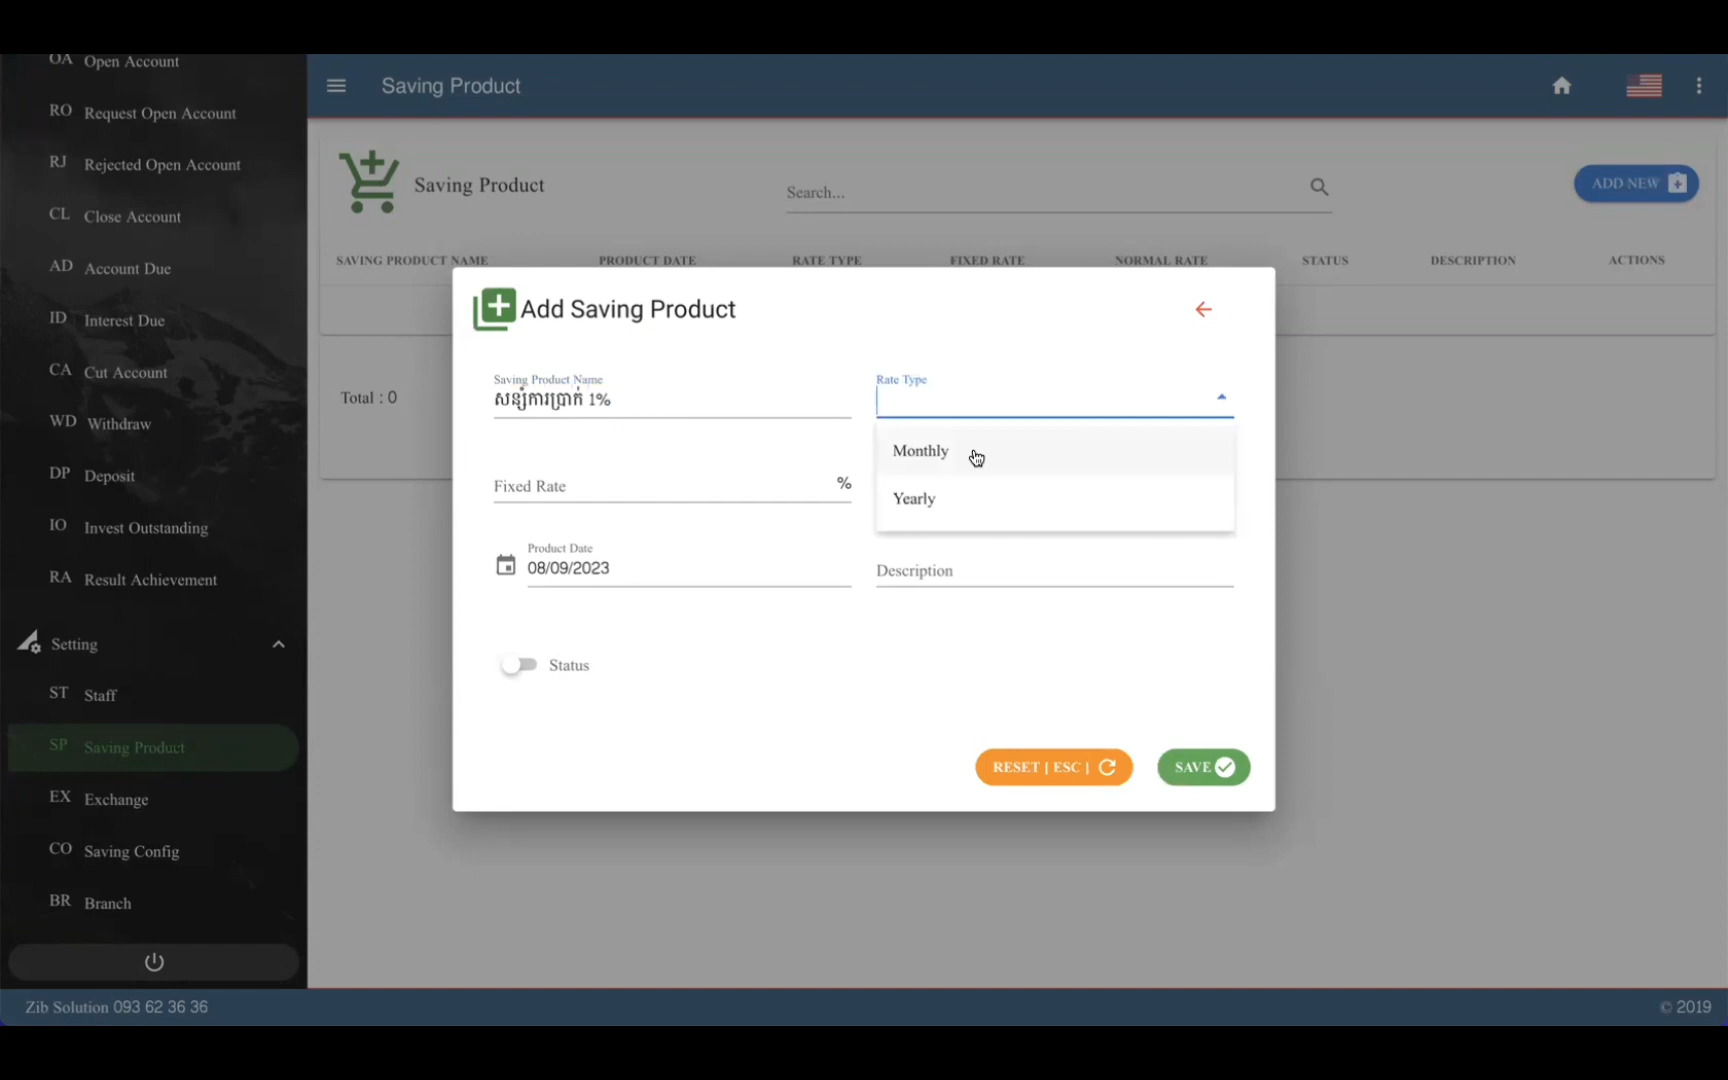 OA Open Account
RO Request Open Account
RJ Rejected Open Account
CL Close Account
AD Account Due
ID Interest Due
CA Cut Account
WD Withdraw
DP Deposit
IO Invest Outstanding
RA Result Achievement
Setting
ST Staff
SP Saving Product
EX Exchange
CO Saving Config
BR Branch
Saving Product
Saving Product
Search...
ADD NEW
SAVING PRODUCT NAME PRODUCT DATE RATE TYPE FIXED RATE NORMAL RATE STATUS DESCRIPTION ACTIONS
Total : 0
Add Saving Product
Saving Product Name
សន្សំការប្រាក់ 1%
Rate Type
Monthly
Yearly
Fixed Rate %
Product Date
08/09/2023
Description
Status
RESET | ESC |
SAVE
Zib Solution 093 62 36 36
© 2019